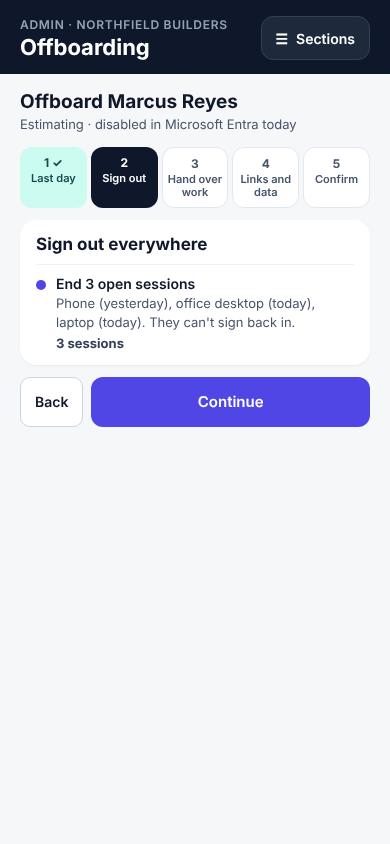 ADMIN · NORTHFIELD BUILDERS
Offboarding
☰ Sections
Offboard Marcus Reyes
Estimating · disabled in Microsoft Entra today
1 ✓
Last day
2
Sign out
3
Hand over
work
4
Links and
data
5
Confirm
Sign out everywhere
End 3 open sessions
Phone (yesterday), office desktop (today),
laptop (today). They can't sign back in.
3 sessions
Back
Continue